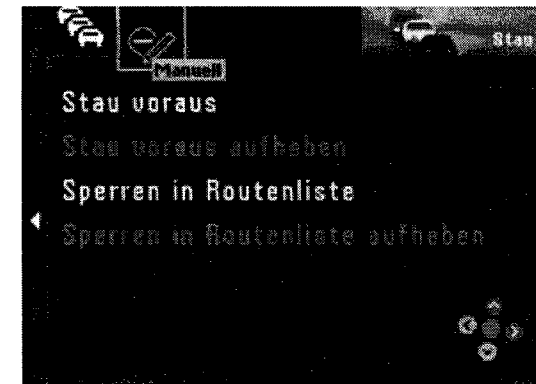 Stau
Manuell
Stau voraus
Stau voraus aufheben
Sperren in Routenliste
Sperren in Routenliste aufheben